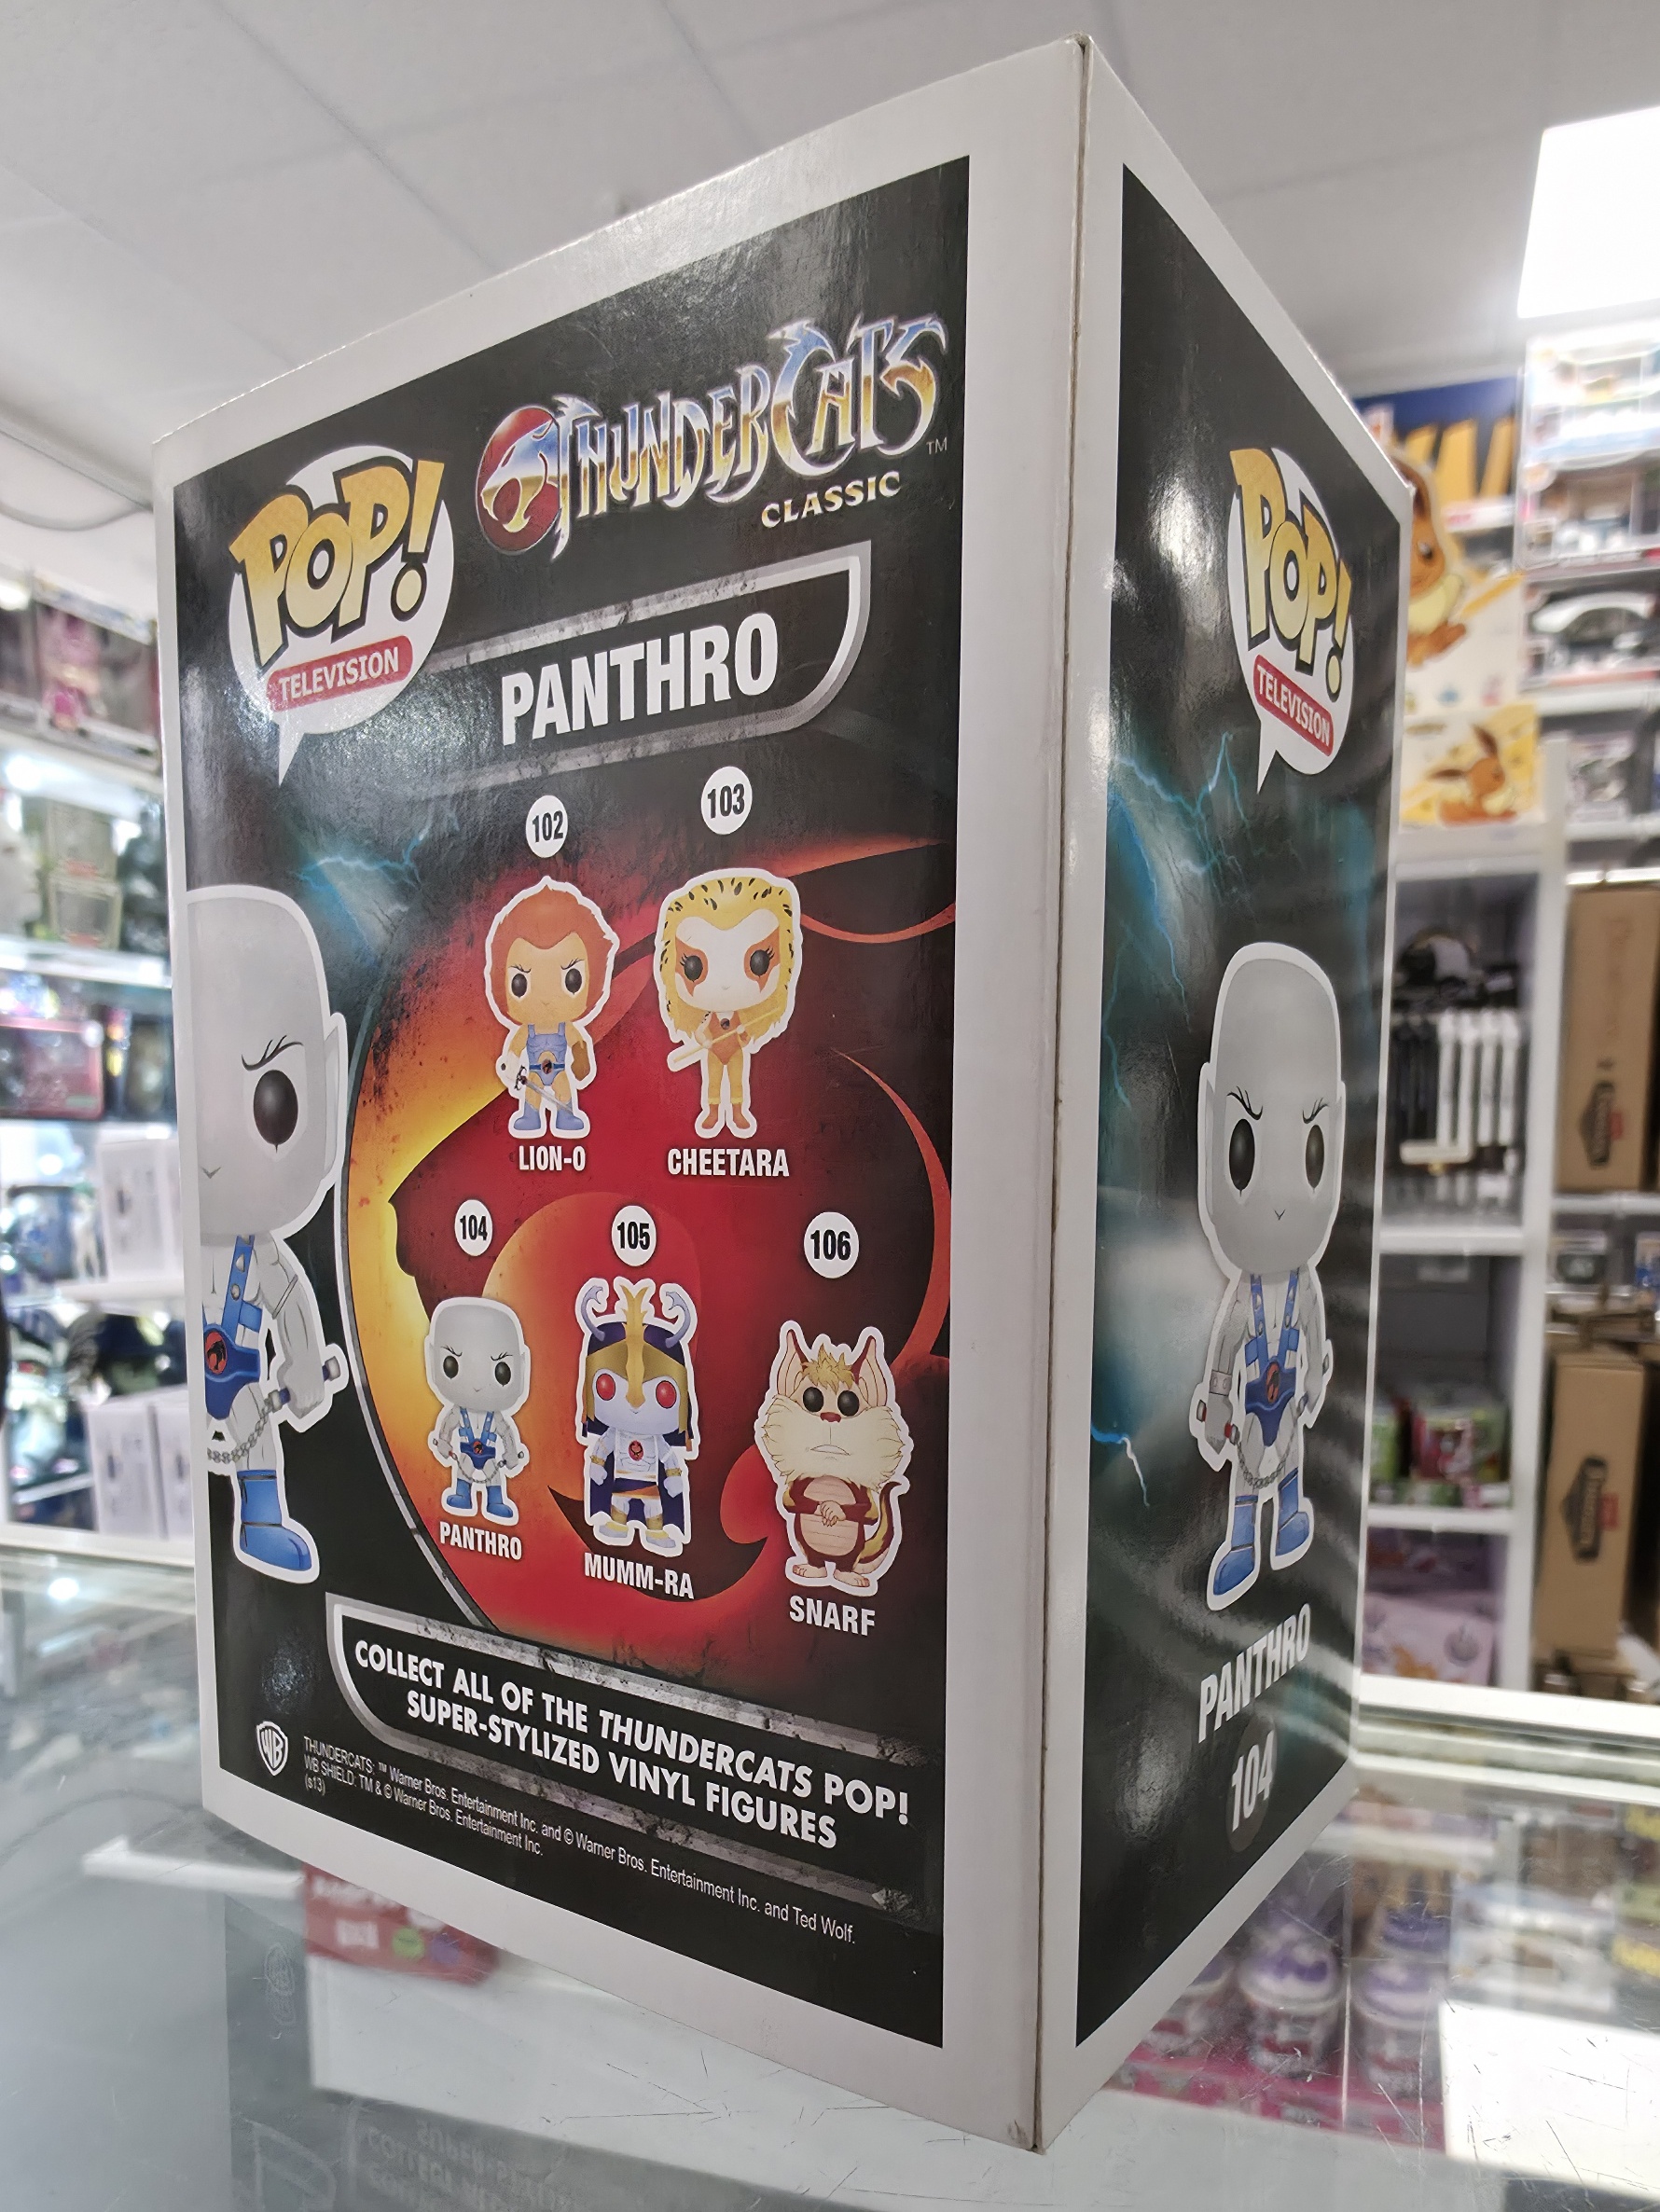 THUNDERCATS™
CLASSIC
POP!
TELEVISION
PANTHRO
102
103
LION-O
CHEETARA
104
105
106
PANTHRO
MUMM-RA
SNARF
COLLECT ALL OF THE THUNDERCATS POP!
SUPER-STYLIZED VINYL FIGURES
WB
THUNDERCATS: ™ Warner Bros. Entertainment Inc. and © Warner Bros. Entertainment Inc. and Ted Wolf.
WB SHIELD: TM & © Warner Bros. Entertainment Inc.
(s13)
POP!
TELEVISION
PANTHRO
104